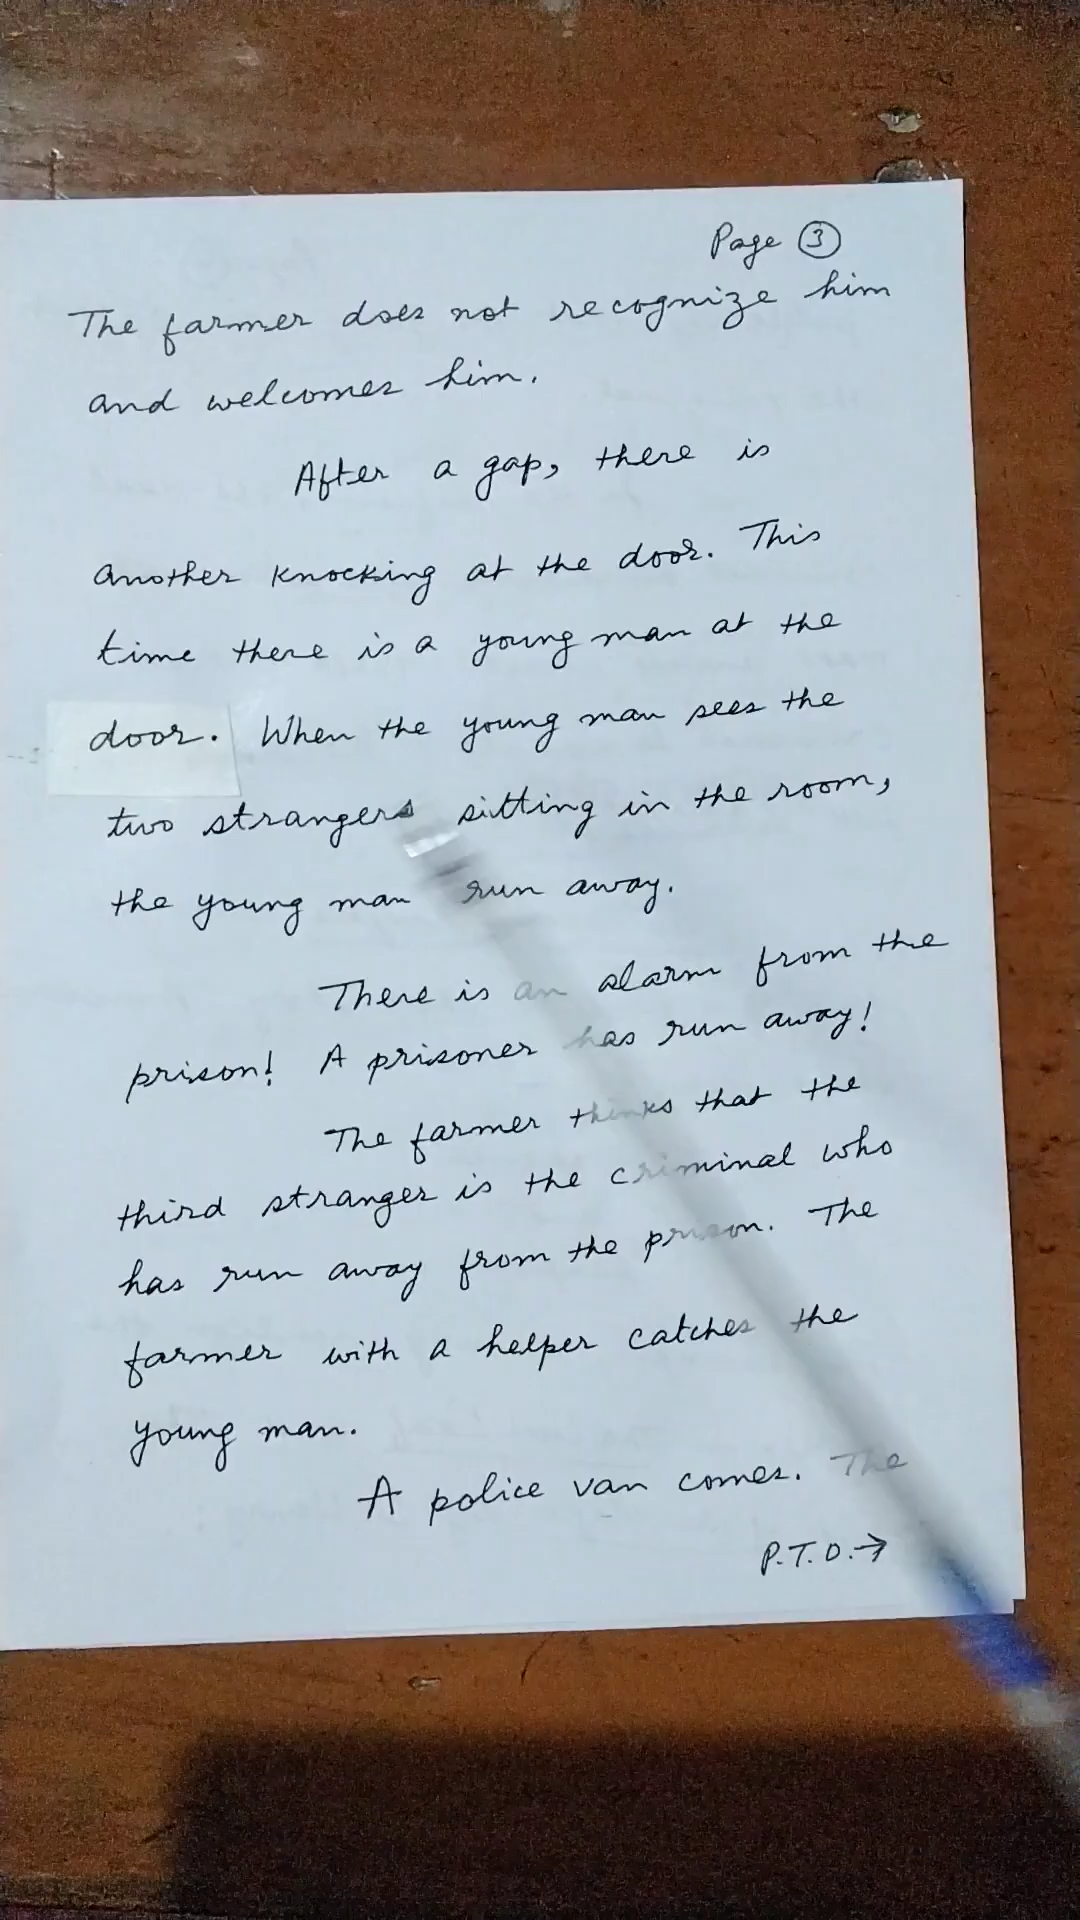 Page 3
The farmer does not recognize him
and welcomes him.
After a gap, there is
another knocking at the door. This
time there is a young man at the
door. When the young man sees the
two strangers sitting in the room,
the young man run away.
There is an alarm from the
prison! A prisoner has run away!
The farmer thinks that the
third stranger is the criminal who
has run away from the prison. The
farmer with a helper catches the
young man.
A police van comes. The
P.T.O.→